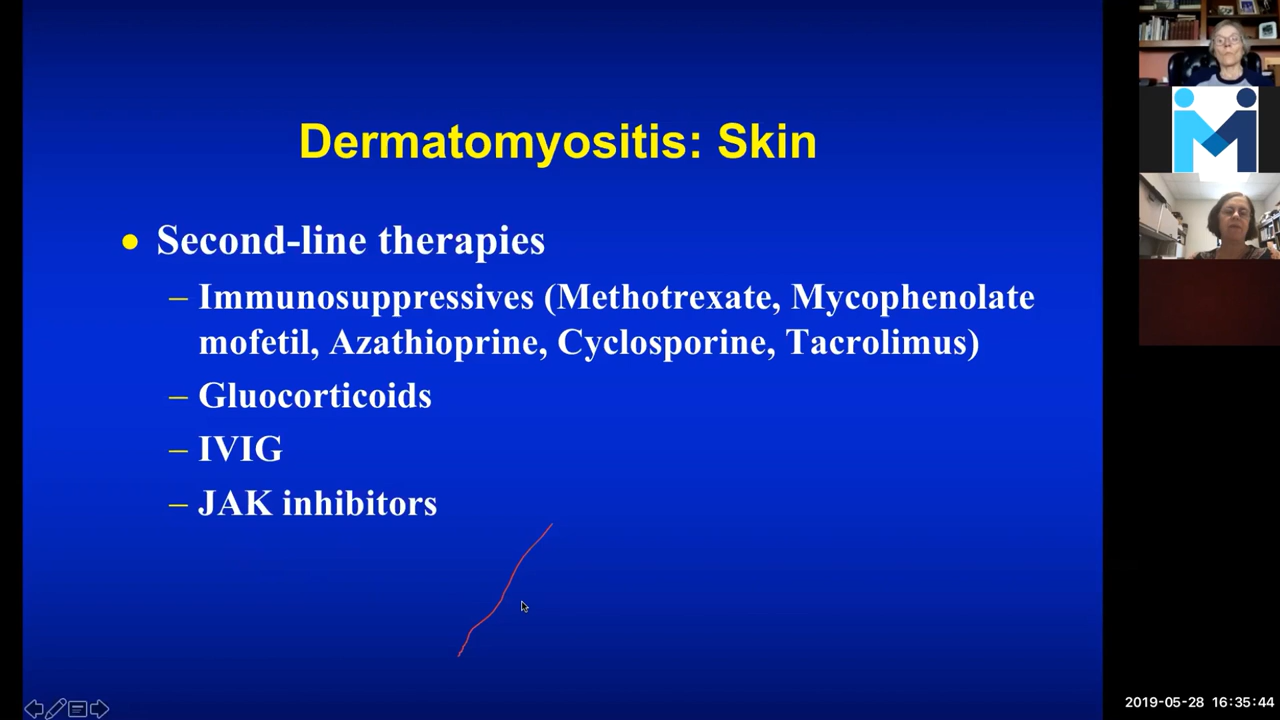 Dermatomyositis: Skin
• Second-line therapies
– Immunosuppressives (Methotrexate, Mycophenolate
mofetil, Azathioprine, Cyclosporine, Tacrolimus)
– Gluocorticoids
– IVIG
– JAK inhibitors
2019-05-28 16:35:44